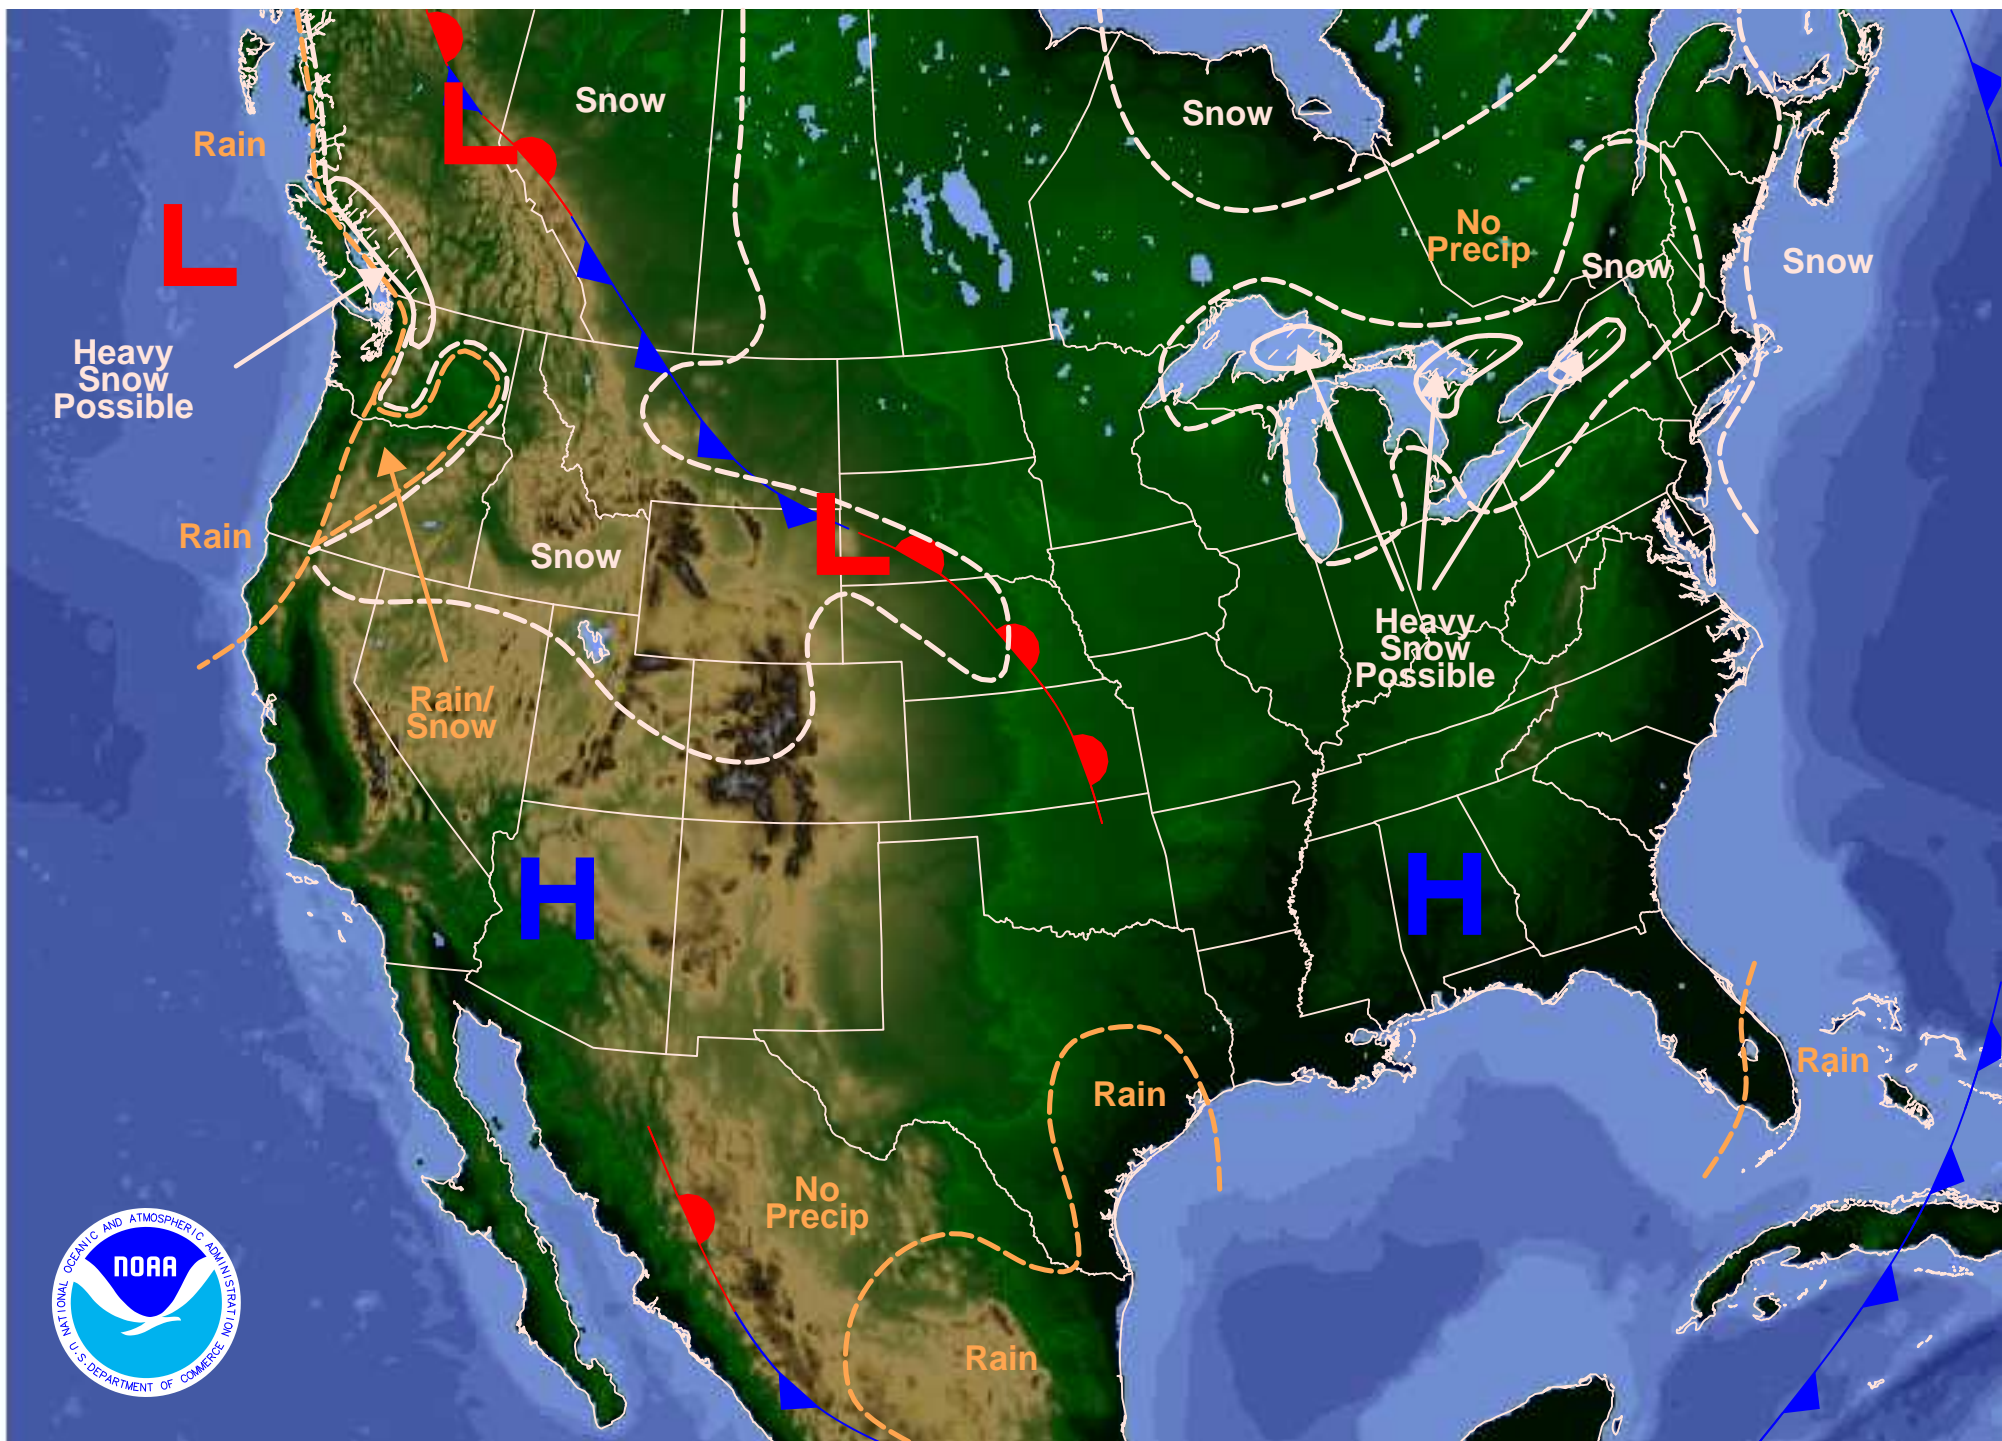 Snow
Snow
Rain
L
No
Precip
Snow
Snow
L
Heavy
Snow
Possible
Rain
Snow
L
Heavy
Snow
Possible
Rain/
Snow
H
H
Rain
Rain
No
Precip
Rain
NATIONAL OCEANIC AND ATMOSPHERIC ADMINISTRATION
NOAA
U.S. DEPARTMENT OF COMMERCE
L